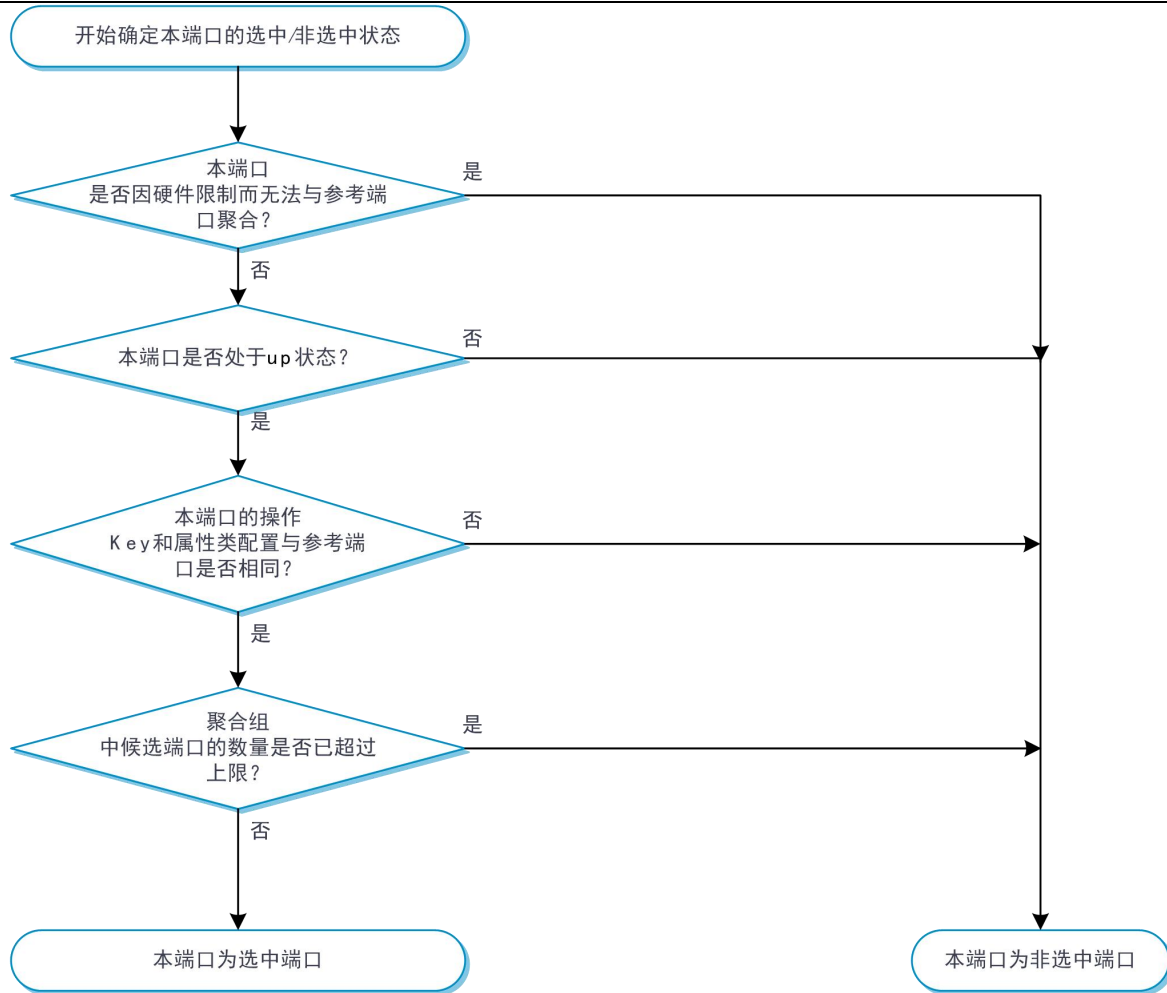 开始确定本端口的选中/非选中状态
本端口
是否因硬件限制而无法与参考端
口聚合?
是
否
本端口是否处于up状态?
否
是
本端口的操作
Key和属性类配置与参考端
口是否相同?
否
是
聚合组
中候选端口的数量是否已超过
上限?
是
否
本端口为选中端口
本端口为非选中端口